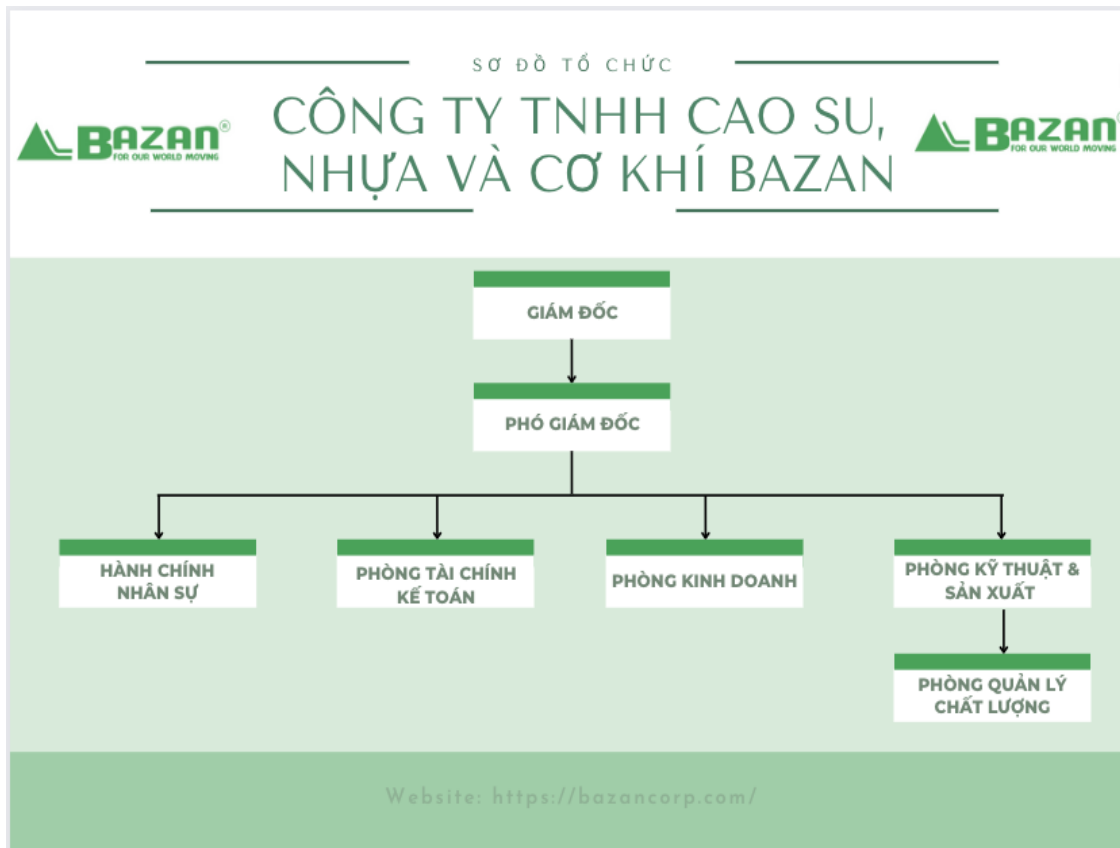 SƠ ĐỒ TỔ CHỨC
CÔNG TY TNHH CAO SU,
NHỰA VÀ CƠ KHÍ BAZAN
BAZAN®
FOR OUR WORLD MOVING
BAZAN
FOR OUR WORLD MOVING
GIÁM ĐỐC
PHÓ GIÁM ĐỐC
HÀNH CHÍNH
NHÂN SỰ
PHÒNG TÀI CHÍNH
KẾ TOÁN
PHÒNG KINH DOANH
PHÒNG KỸ THUẬT &
SẢN XUẤT
PHÒNG QUẢN LÝ
CHẤT LƯỢNG
Website: https://bazancorp.com/